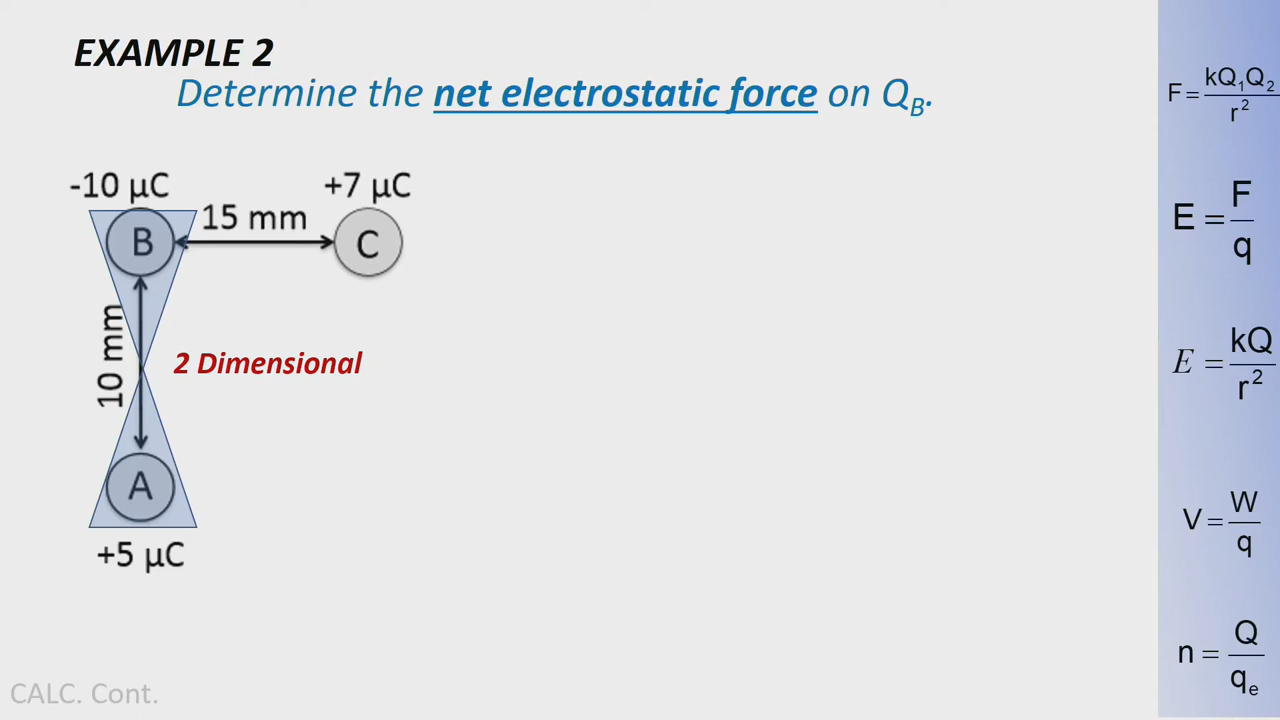 EXAMPLE 2
Determine the net electrostatic force on Q_B.
-10 µC
+7 µC
15 mm
B
C
10 mm
2 Dimensional
A
+5 µC
CALC. Cont.
F = kQ₁Q₂ / r²
E = F / q
E = kQ / r²
V = W / q
n = Q / qₑ